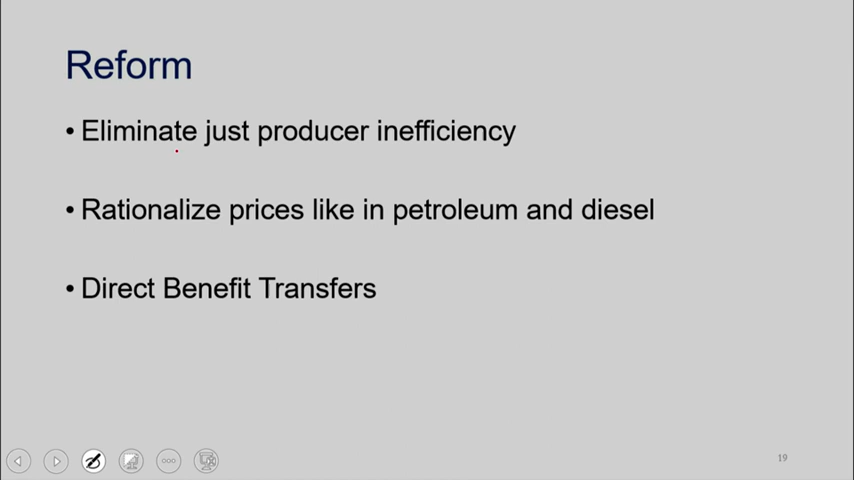 Reform
• Eliminate just producer inefficiency
• Rationalize prices like in petroleum and diesel
• Direct Benefit Transfers
19